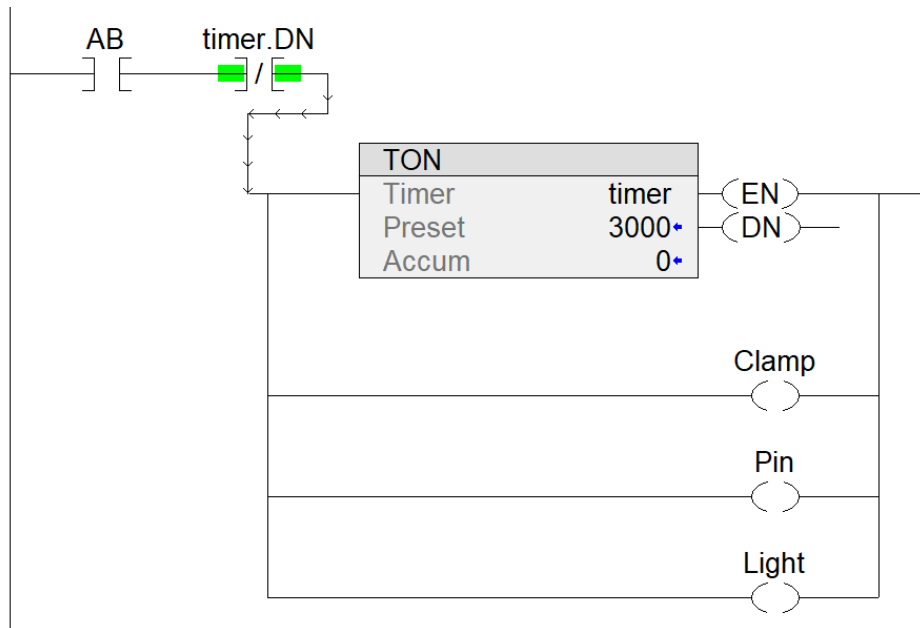 AB timer.DN
/
TON
Timer timer EN
Preset 3000 DN
Accum 0
Clamp
Pin
Light